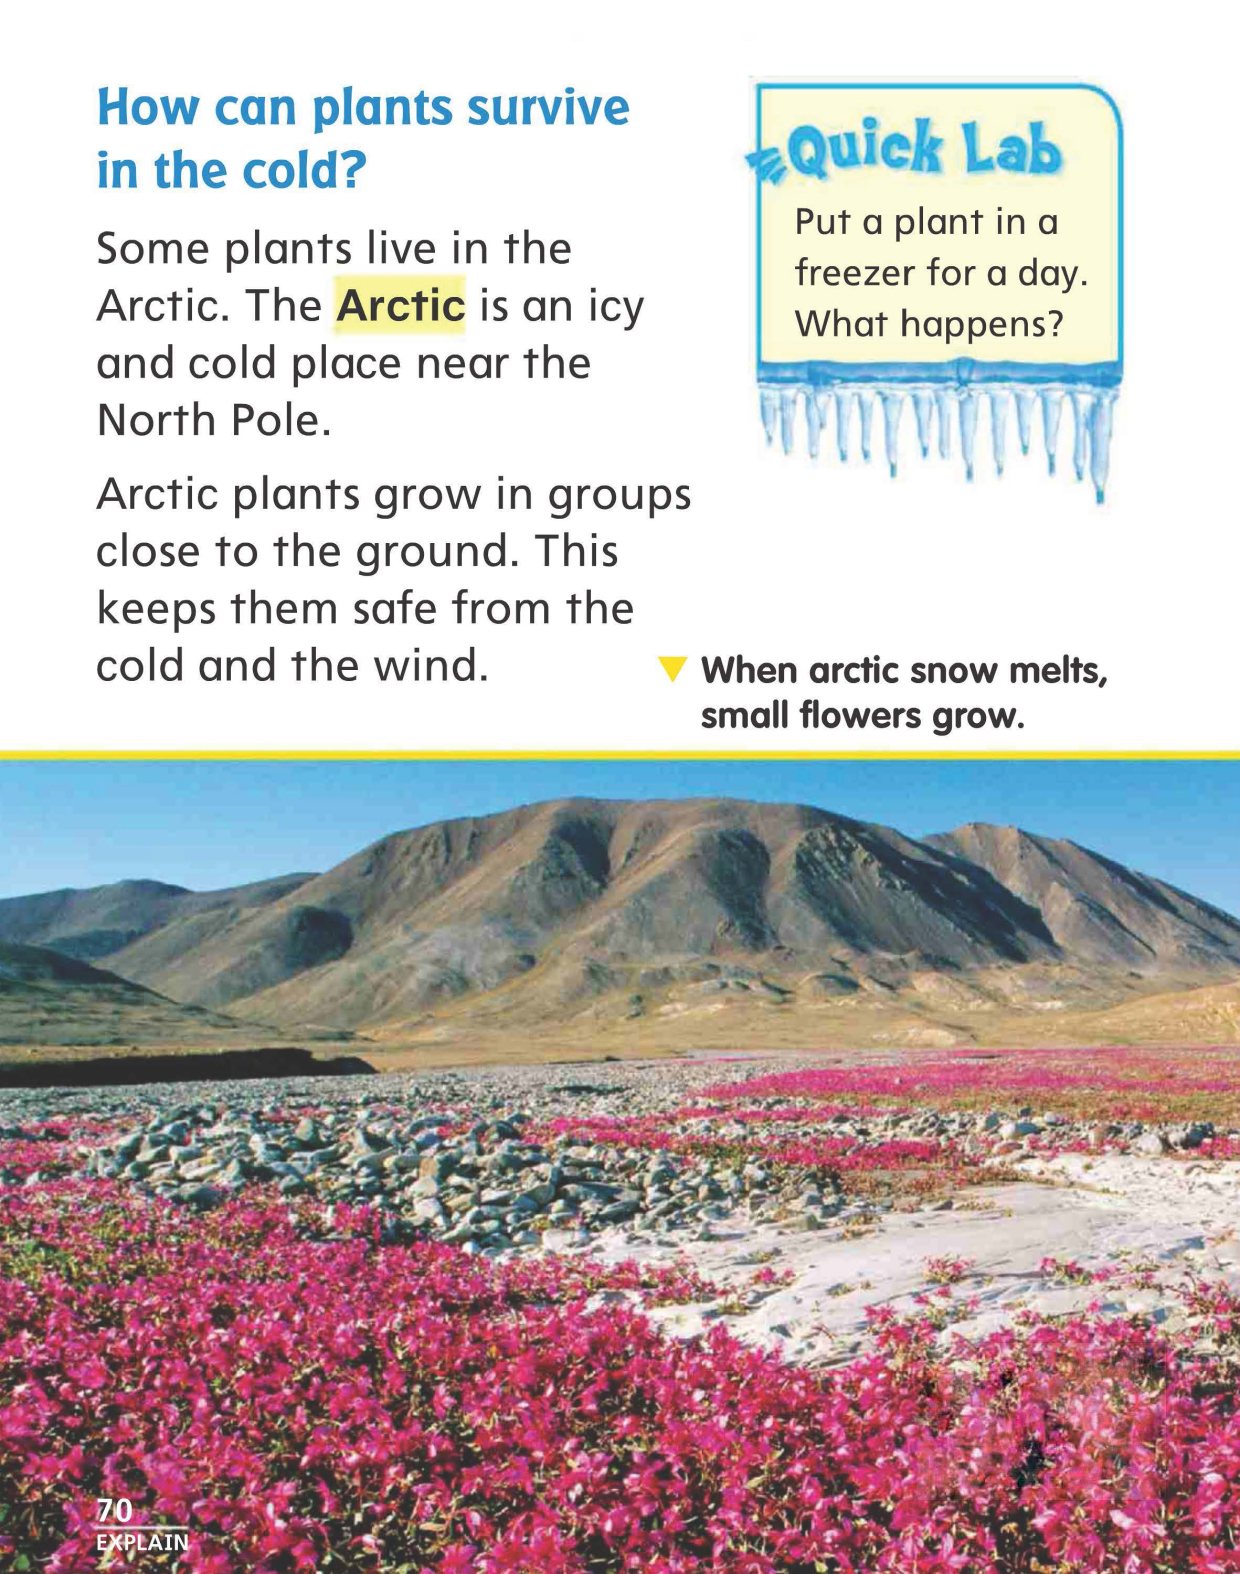 How can plants survive
in the cold?
Some plants live in the
Arctic. The Arctic is an icy
and cold place near the
North Pole.
Arctic plants grow in groups
close to the ground. This
keeps them safe from the
cold and the wind.
Quick Lab
Put a plant in a
freezer for a day.
What happens?
When arctic snow melts,
small flowers grow.
70
EXPLAIN